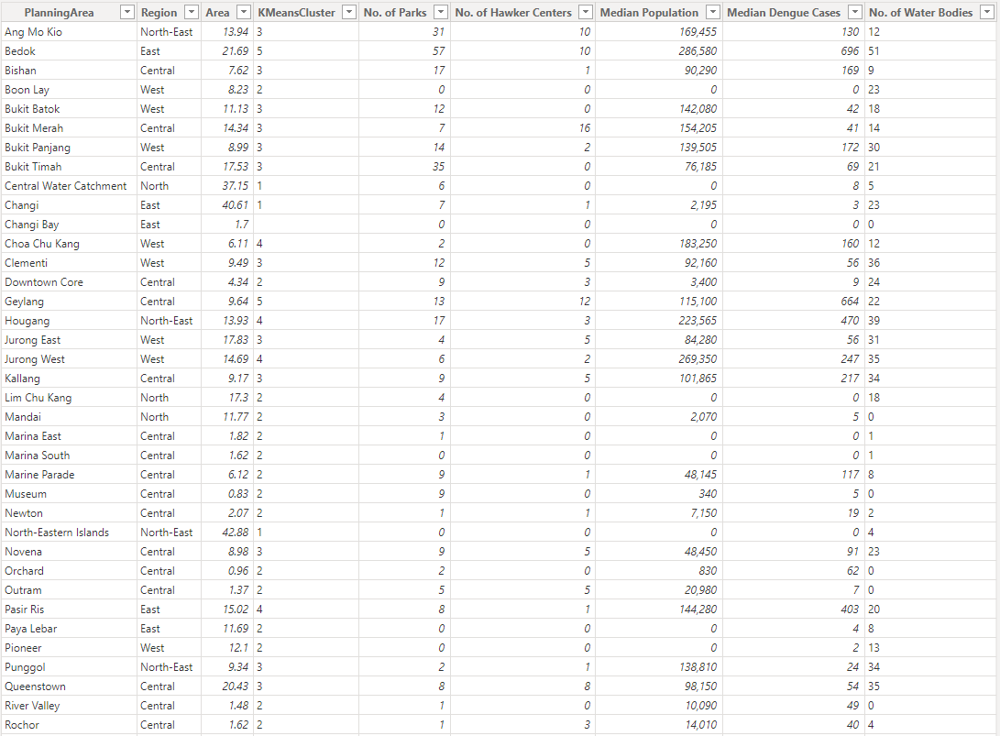 PlanningArea Region Area KMeansCluster No. of Parks No. of Hawker Centers Median Population Median Dengue Cases No. of Water Bodies
Ang Mo Kio North-East 13.94 3 31 10 169,455 130 12
Bedok East 21.69 5 57 10 286,580 696 51
Bishan Central 7.62 3 17 1 90,290 169 9
Boon Lay West 8.23 2 0 0 0 0 23
Bukit Batok West 11.13 3 12 0 142,080 42 18
Bukit Merah Central 14.34 3 7 16 154,205 41 14
Bukit Panjang West 8.99 3 14 2 139,505 172 30
Bukit Timah Central 17.53 3 35 0 76,185 69 21
Central Water Catchment North 37.15 1 6 0 0 8 5
Changi East 40.61 1 7 1 2,195 3 23
Changi Bay East 1.7 0 0 0 0 0
Choa Chu Kang West 6.11 4 2 0 183,250 160 12
Clementi West 9.49 3 12 5 92,160 56 36
Downtown Core Central 4.34 2 9 3 3,400 9 24
Geylang Central 9.64 5 13 12 115,100 664 22
Hougang North-East 13.93 4 17 3 223,565 470 39
Jurong East West 17.83 3 4 5 84,280 56 31
Jurong West West 14.69 4 6 2 269,350 247 35
Kallang Central 9.17 3 9 5 101,865 217 34
Lim Chu Kang North 17.3 2 4 0 0 0 18
Mandai North 11.77 2 3 0 2,070 5 0
Marina East Central 1.82 2 1 0 0 0 1
Marina South Central 1.62 2 0 0 0 0 1
Marine Parade Central 6.12 2 9 1 48,145 117 8
Museum Central 0.83 2 9 0 340 5 0
Newton Central 2.07 2 1 1 7,150 19 2
North-Eastern Islands North-East 42.88 1 0 0 0 0 4
Novena Central 8.98 3 9 5 48,450 91 23
Orchard Central 0.96 2 2 0 830 62 0
Outram Central 1.37 2 5 5 20,980 7 0
Pasir Ris East 15.02 4 8 1 144,280 403 20
Paya Lebar East 11.69 2 0 0 0 4 8
Pioneer West 12.1 2 0 0 0 2 13
Punggol North-East 9.34 3 2 1 138,810 24 34
Queenstown Central 20.43 3 8 8 98,150 54 35
River Valley Central 1.48 2 1 0 10,090 49 0
Rochor Central 1.62 2 1 3 14,010 40 4